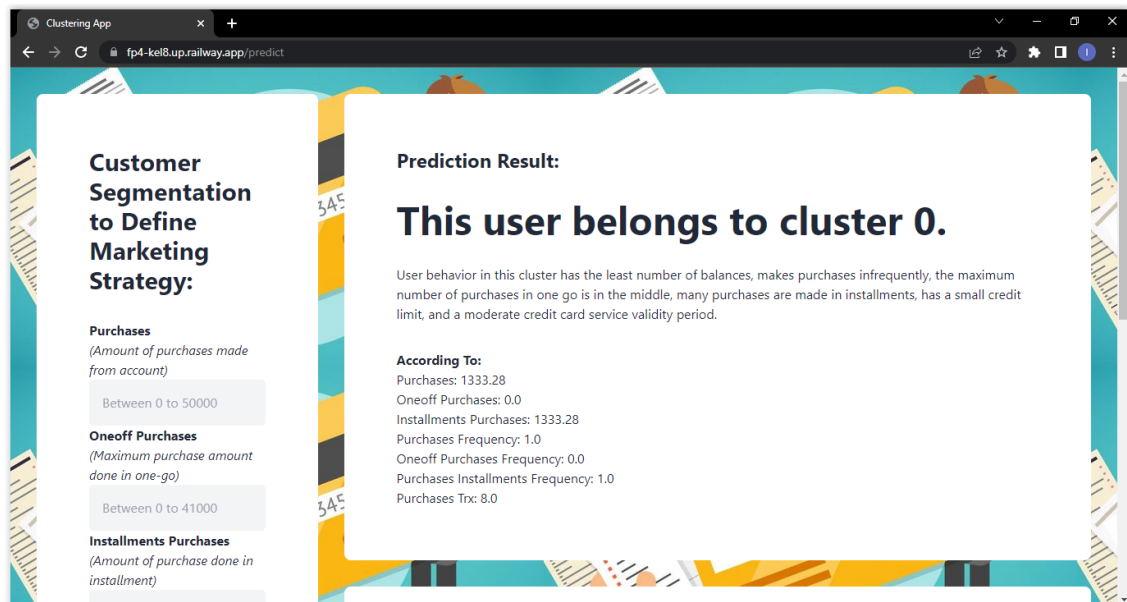 Clustering App
fp4-kel8.up.railway.app/predict
I
Customer
Segmentation
to Define
Marketing
Strategy:
Purchases
(Amount of purchases made
from account)
Between 0 to 50000
Oneoff Purchases
(Maximum purchase amount
done in one-go)
Between 0 to 41000
Installments Purchases
(Amount of purchase done in
installment)
345
345
Prediction Result:
This user belongs to cluster 0.
User behavior in this cluster has the least number of balances, makes purchases infrequently, the maximum
number of purchases in one go is in the middle, many purchases are made in installments, has a small credit
limit, and a moderate credit card service validity period.
According To:
Purchases: 1333.28
Oneoff Purchases: 0.0
Installments Purchases: 1333.28
Purchases Frequency: 1.0
Oneoff Purchases Frequency: 0.0
Purchases Installments Frequency: 1.0
Purchases Trx: 8.0